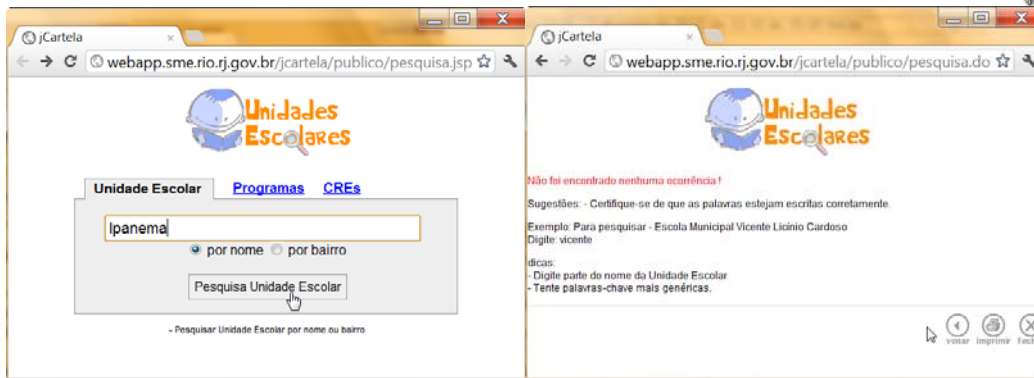 jCartela
webapp.sme.rio.rj.gov.br/jcartela/publico/pesquisa.jsp
Unidades
Escolares
Unidade Escolar Programas CREs
Ipanema
por nome por bairro
Pesquisa Unidade Escolar
- Pesquisar Unidade Escolar por nome ou bairro
jCartela
webapp.sme.rio.rj.gov.br/jcartela/publico/pesquisa.do
Unidades
Escolares
Não foi encontrado nenhuma ocorrência !
Sugestões: - Certifique-se de que as palavras estejam escritas corretamente.
Exemplo: Para pesquisar - Escola Municipal Vicente Licínio Cardoso
Digite: vicente
dicas:
- Digite parte do nome da Unidade Escolar
- Tente palavras-chave mais genéricas.
voltar imprimir fech